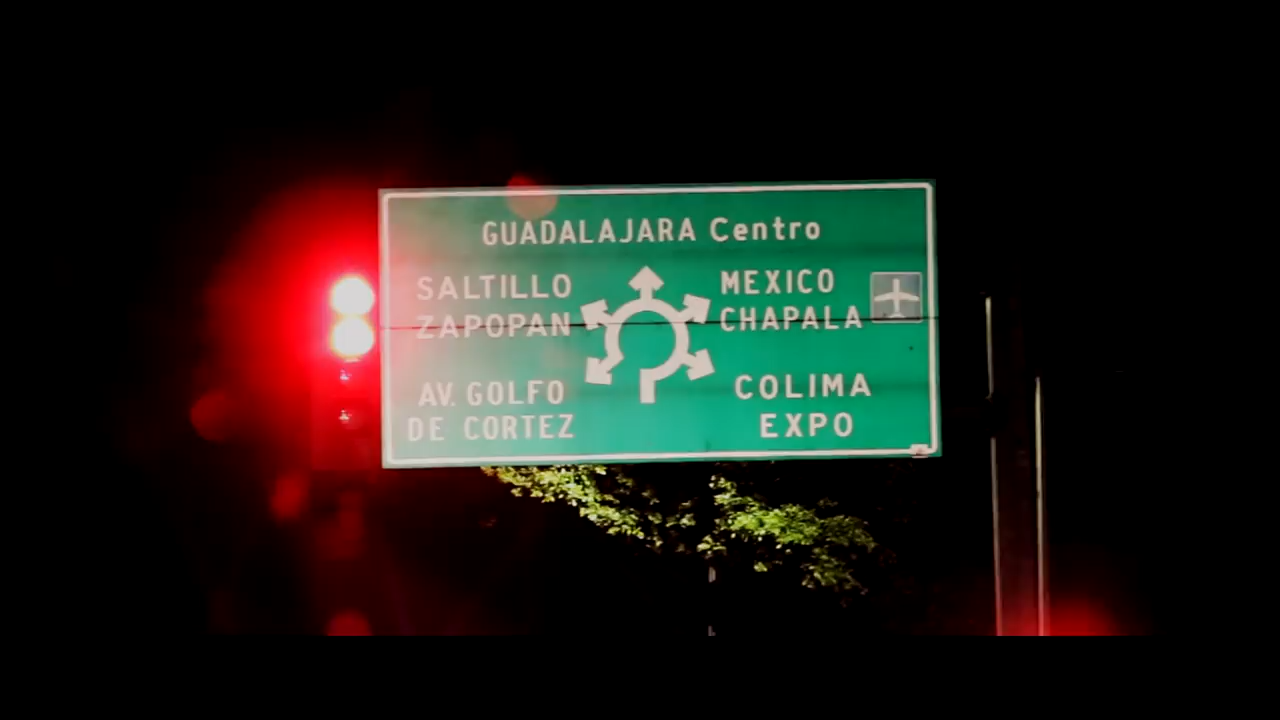 GUADALAJARA Centro
SALTILLO
ZAPOPAN
MEXICO
CHAPALA
AV. GOLFO
DE CORTEZ
COLIMA
EXPO